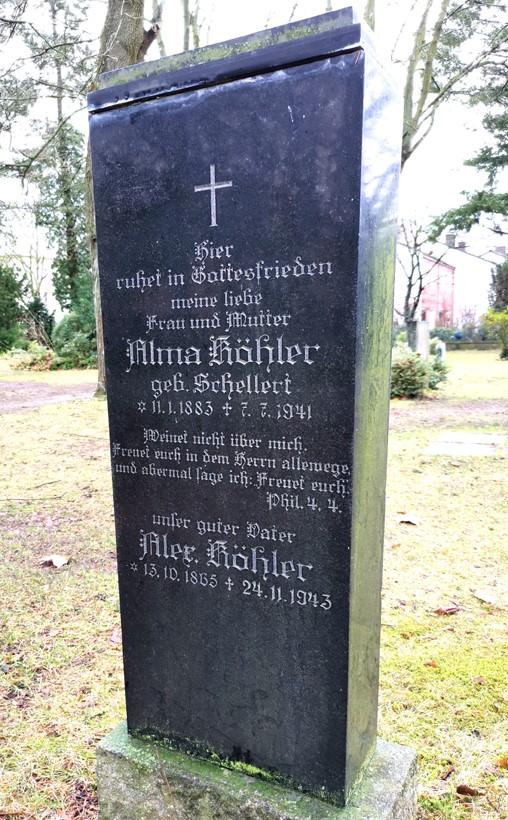 Hier
ruhet in Gottesfrieden
meine liebe
Frau und Mutter
Alma Köhler
geb. Schellert
* 11.1.1883 + 7.7.1941
Weinet nicht über mich.
Freuet euch in dem Herrn allewege,
und abermal sage ich: Freuet euch.
Phil. 4. 4.
unser guter Vater
Alex. Köhler
* 13.10.1865 + 24.11.1943